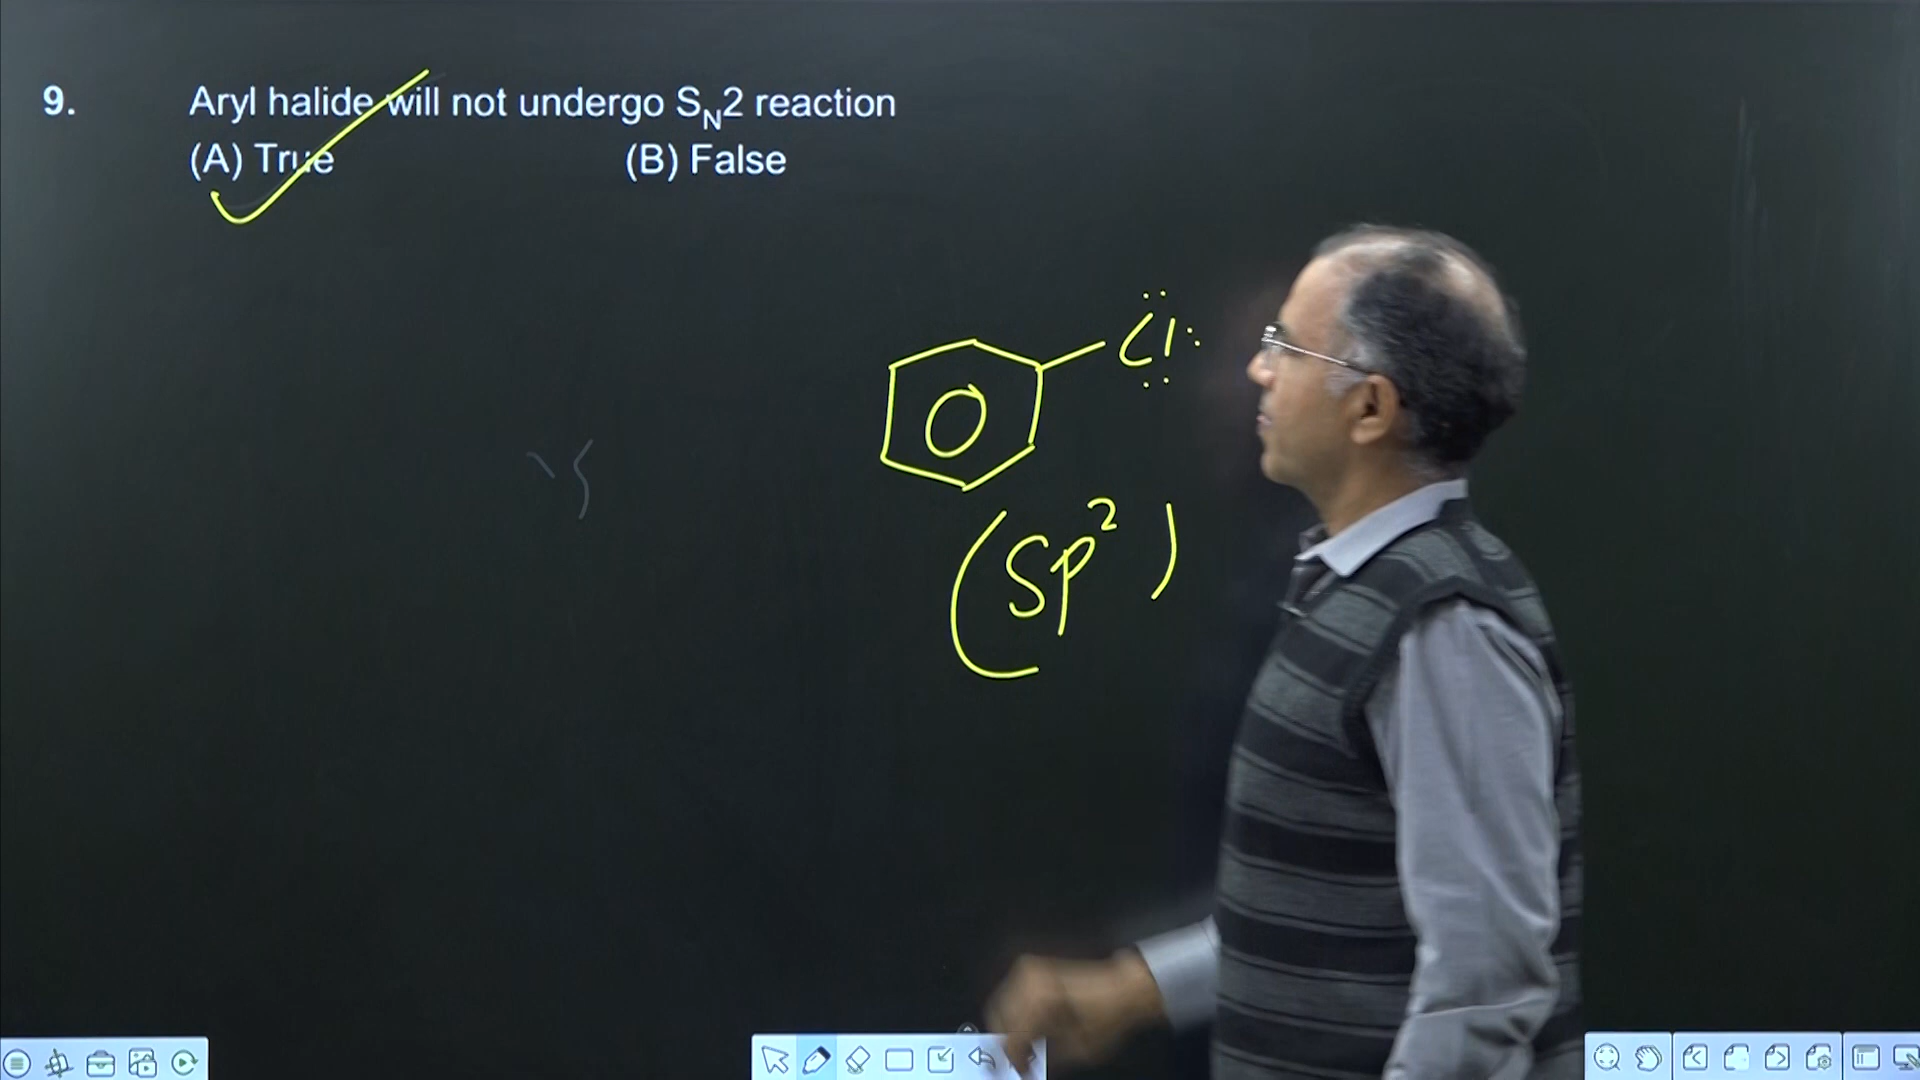 9. Aryl halide will not undergo SN2 reaction
(A) True (B) False
Cl
(SP²)